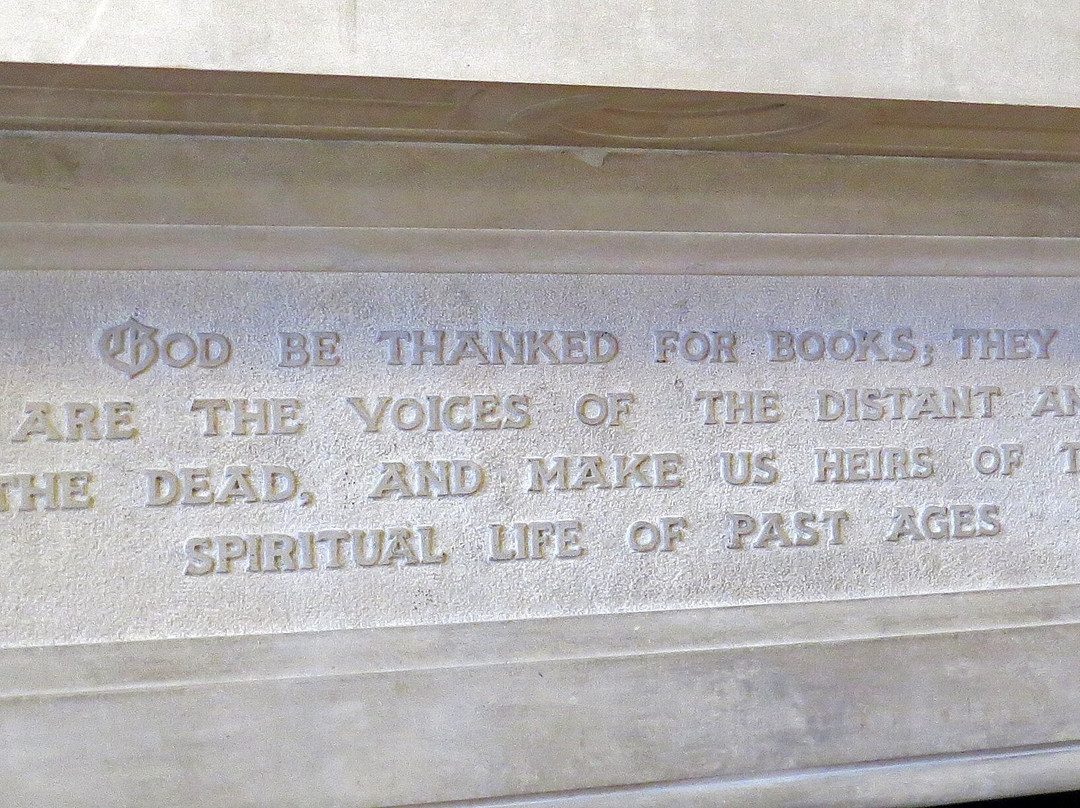 GOD BE THANKED FOR BOOKS; THEY
ARE THE VOICES OF THE DISTANT AN
THE DEAD, AND MAKE US HEIRS OF T
SPIRITUAL LIFE OF PAST AGES